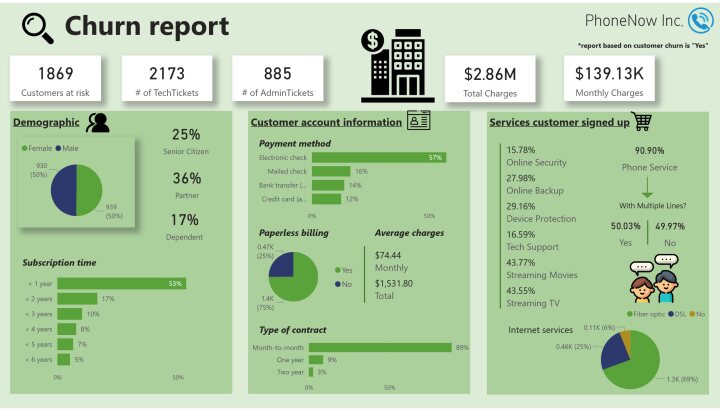 Churn report
PhoneNow Inc.
*report based on customer churn is "Yes"
1869
Customers at risk
2173
# of TechTickets
885
# of AdminTickets
$
$2.86M
Total Charges
$139.13K
Monthly Charges
Demographic
Female Male
930
(50%)
939
(50%)
25%
Senior Citizen
36%
Partner
17%
Dependent
Subscription time
< 1 year 53%
< 2 years 17%
< 3 years 10%
< 4 years 8%
< 5 years 7%
< 6 years 5%
0% 50%
Customer account information
Payment method
Electronic check 57%
Mailed check 16%
Bank transfer (... 14%
Credit card (a... 12%
0% 50%
Paperless billing
0.47K
(25%)
Yes
No
1.4K
(75%)
Average charges
$74.44
Monthly
$1,531.80
Total
Type of contract
Month-to-month 89%
One year 9%
Two year 3%
0% 50%
Services customer signed up
15.78%
Online Security
27.98%
Online Backup
29.16%
Device Protection
16.59%
Tech Support
43.77%
Streaming Movies
43.55%
Streaming TV
90.90%
Phone Service
With Multiple Lines?
50.03% 49.97%
Yes No
Fiber optic DSL No
Internet services
0.11K (6%)
0.46K (25%)
1.3K (69%)